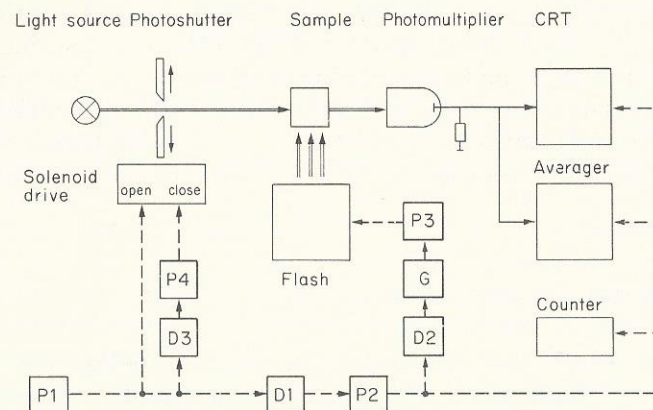 Light source Photoshutter Sample Photomultiplier CRT
Solenoid drive
open close
Averager
P3
Flash
P4
G
Counter
D3
D2
P1
D1
P2